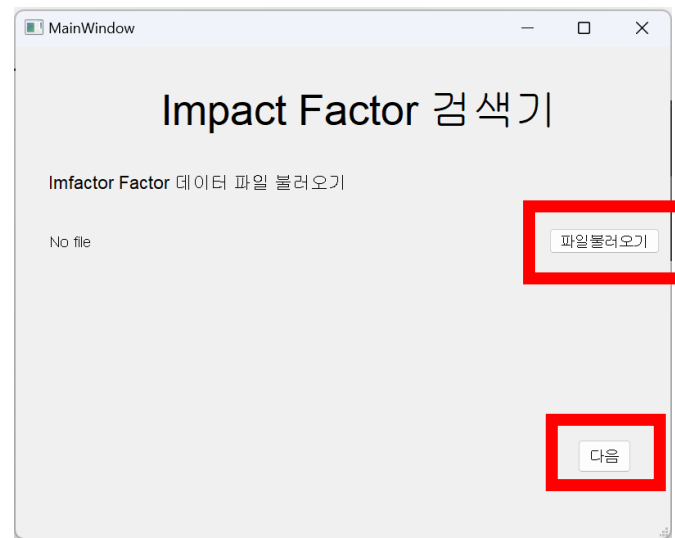 MainWindow
Impact Factor 검색기
Imfactor Factor 데이터 파일 불러오기
No file
파일불러오기
다음